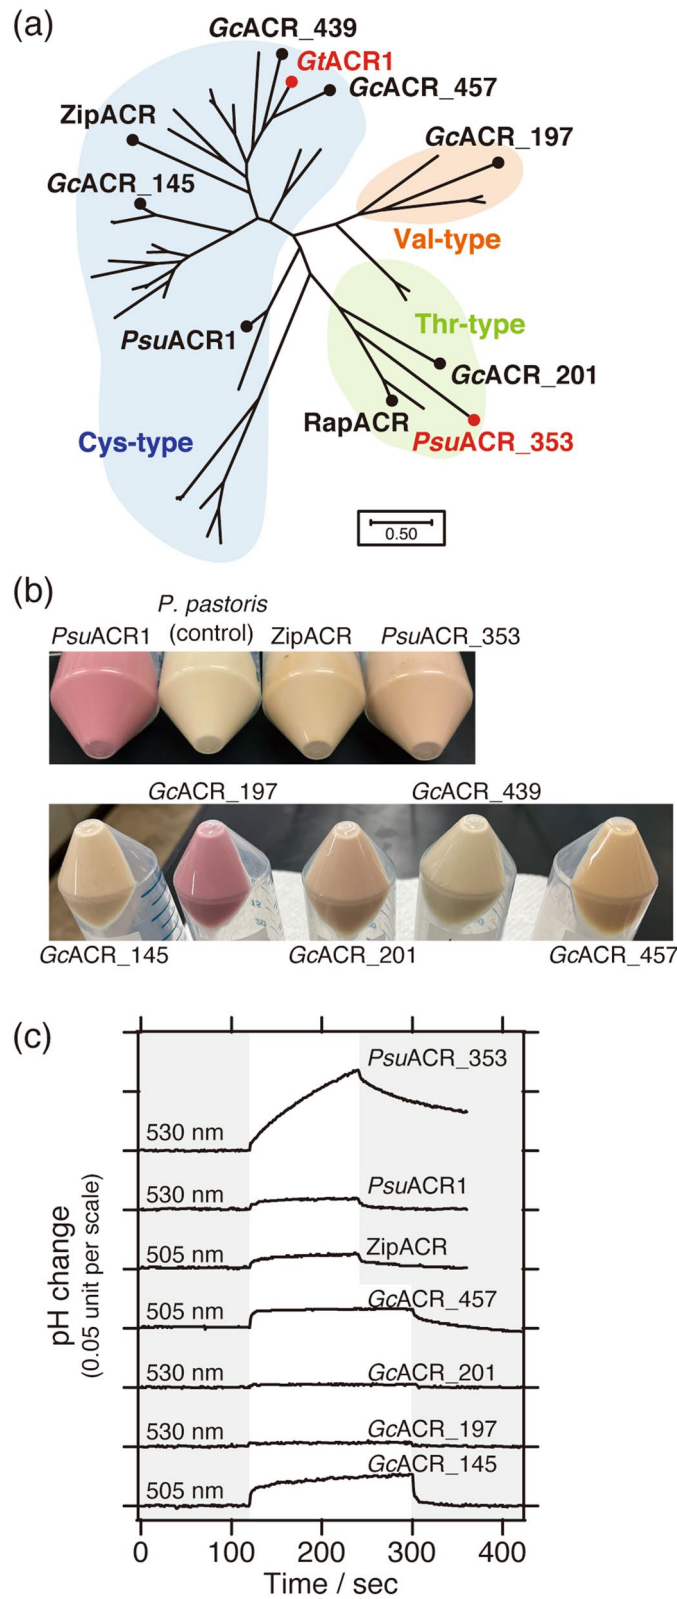 (a)
GcACR_439
GtACR1
GcACR_457
ZipACR
GcACR_197
GcACR_145
Val-type
Thr-type
PsuACR1
GcACR_201
RapACR
Cys-type
PsuACR_353
0.50
(b)
P. pastoris
PsuACR1 (control) ZipACR PsuACR_353
GcACR_197 GcACR_439
GcACR_145 GcACR_201 GcACR_457
(c)
PsuACR_353
530 nm
PsuACR1
530 nm
ZipACR
505 nm
GcACR_457
505 nm
GcACR_201
530 nm
GcACR_197
530 nm
GcACR_145
505 nm
pH change
(0.05 unit per scale)
0 100 200 300 400
Time / sec